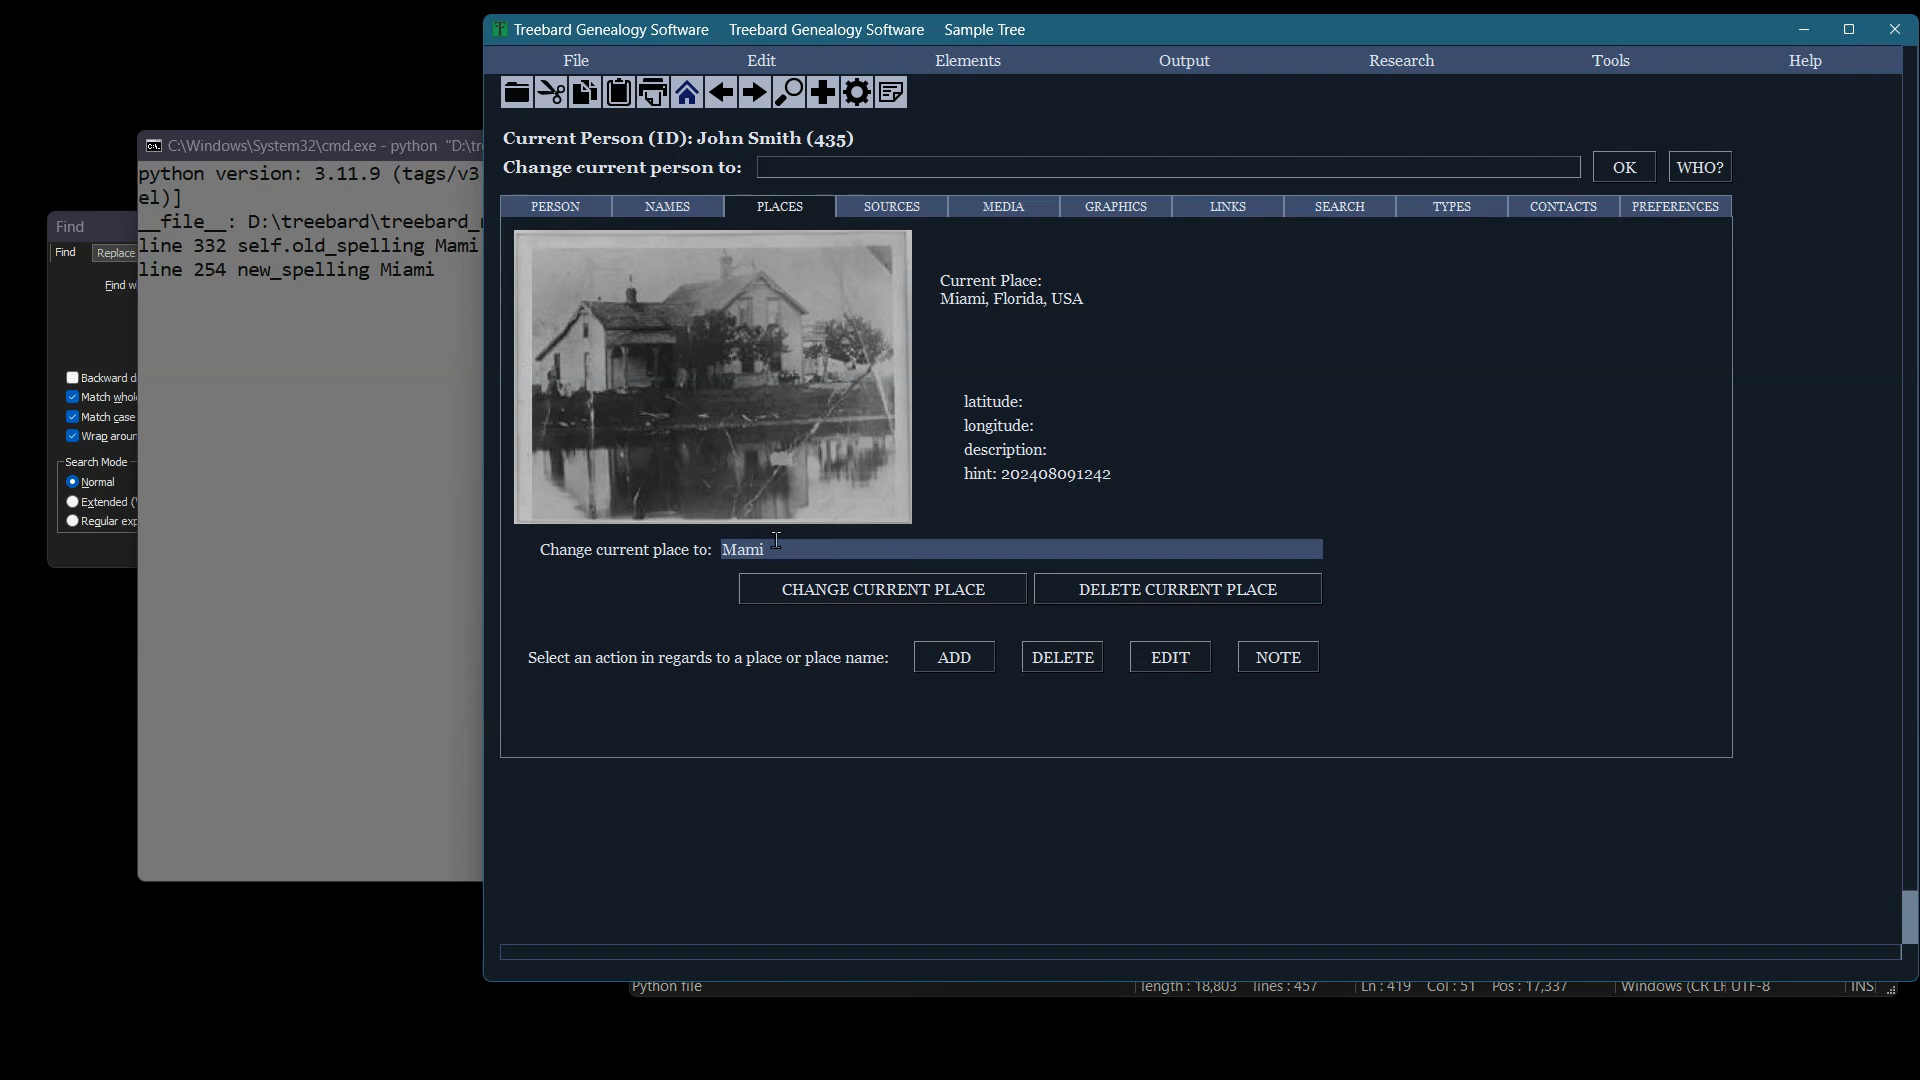 Treebard Genealogy Software Treebard Genealogy Software Sample Tree
File Edit Elements Output Research Tools Help
Current Person (ID): John Smith (435)
Change current person to:
OK WHO?
PERSON NAMES PLACES SOURCES MEDIA GRAPHICS LINKS SEARCH TYPES CONTACTS PREFERENCES
Current Place:
Miami, Florida, USA
latitude:
longitude:
description:
hint: 202408091242
Change current place to: Mami
CHANGE CURRENT PLACE DELETE CURRENT PLACE
Select an action in regards to a place or place name: ADD DELETE EDIT NOTE
C:\Windows\System32\cmd.exe - python "D:\tr
python version: 3.11.9 (tags/v3
el)]
__file__: D:\treebard\treebard_
line 332 self.old_spelling Mami
line 254 new_spelling Miami
Find
Find Replace
Find w
Backward d
Match whol
Match case
Wrap aroun
Search Mode
Normal
Extended (
Regular exp
Python file length : 18,803 lines : 457 Ln : 419 Col : 51 Pos : 17,337 Windows (CR LF UTF-8 INS